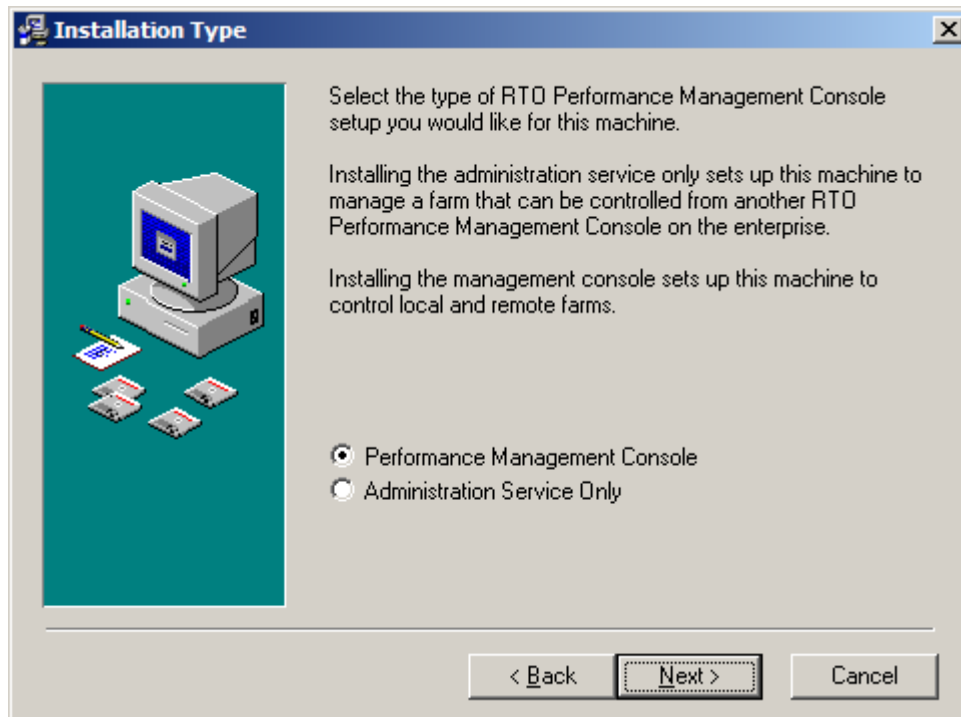 Installation Type
Select the type of RTO Performance Management Console
setup you would like for this machine.
Installing the administration service only sets up this machine to
manage a farm that can be controlled from another RTO
Performance Management Console on the enterprise.
Installing the management console sets up this machine to
control local and remote farms.
Performance Management Console
Administration Service Only
< Back
Next >
Cancel